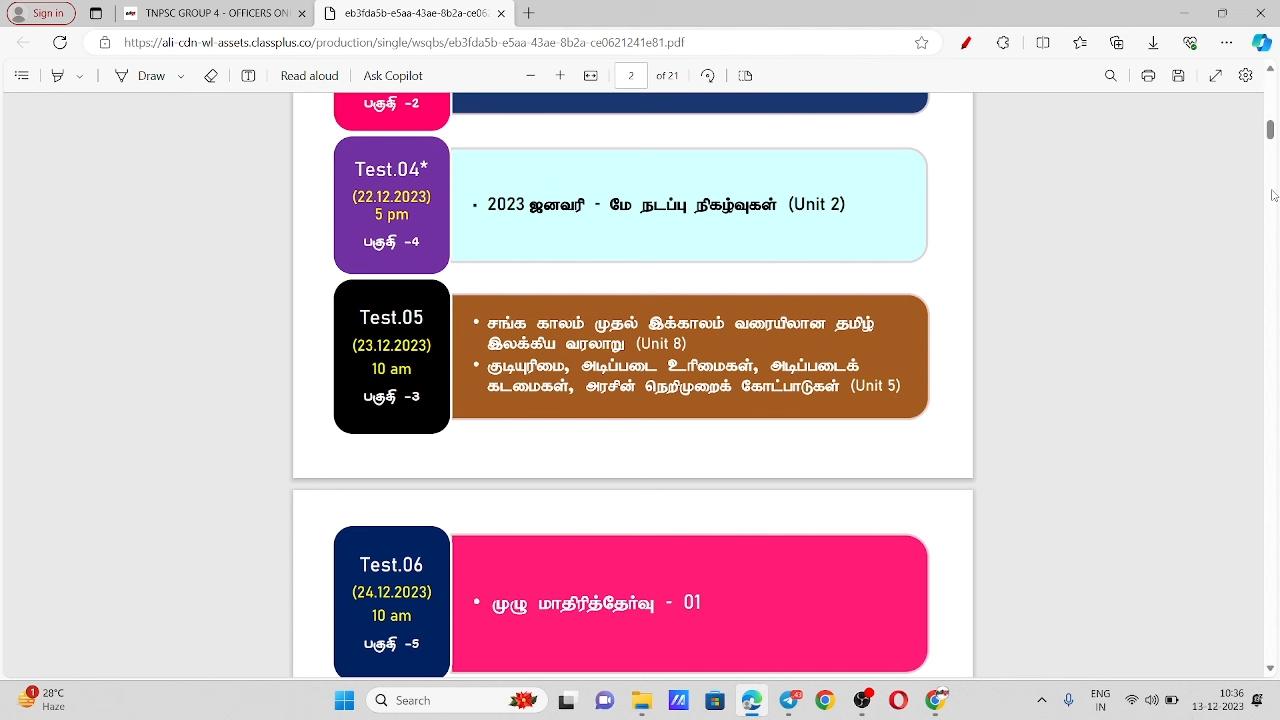 Sign in
TNPSC GROUP 4 - OFFICERS ONL
eb3fda5b-e5aa-43ae-8b2a-ce0621
https://ali-cdn-wl-assets.classplus.co/production/single/wsqbs/eb3fda5b-e5aa-43ae-8b2a-ce0621241e81.pdf
Draw
Read aloud
Ask Copilot
2
of 21
பகுதி -2
Test.04*
(22.12.2023)
5 pm
பகுதி -4
• 2023 ஜனவரி - மே நடப்பு நிகழ்வுகள் (Unit 2)
Test.05
(23.12.2023)
10 am
பகுதி -3
• சங்க காலம் முதல் இக்காலம் வரையிலான தமிழ்
இலக்கிய வரலாறு (Unit 8)
• குடியுரிமை, அடிப்படை உரிமைகள், அடிப்படைக்
கடமைகள், அரசின் நெறிமுறைக் கோட்பாடுகள் (Unit 5)
Test.06
(24.12.2023)
10 am
பகுதி -5
• முழு மாதிரித்தேர்வு - 01
1
28°C
Haze
Search
43
ENG
IN
10:36
13-12-2023